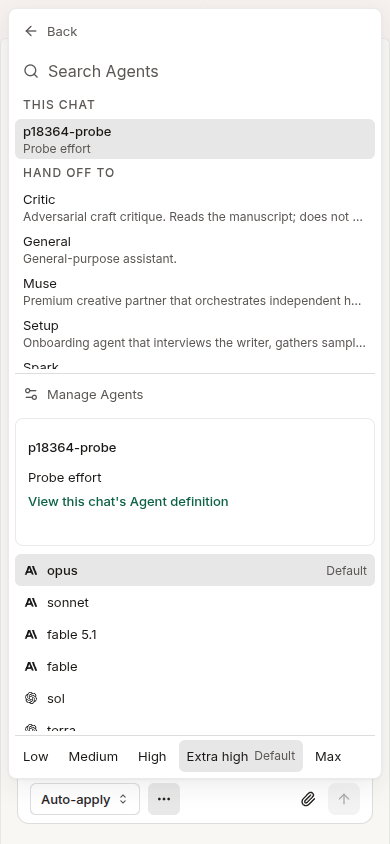 Back
Search Agents
THIS CHAT
p18364-probe
Probe effort
HAND OFF TO
Critic
Adversarial craft critique. Reads the manuscript; does not ...
General
General-purpose assistant.
Muse
Premium creative partner that orchestrates independent h...
Setup
Onboarding agent that interviews the writer, gathers sampl...
Spark
Manage Agents
p18364-probe
Probe effort
View this chat's Agent definition
opus Default
sonnet
fable 5.1
fable
sol
terra
Low Medium High Extra high Default Max
Auto-apply